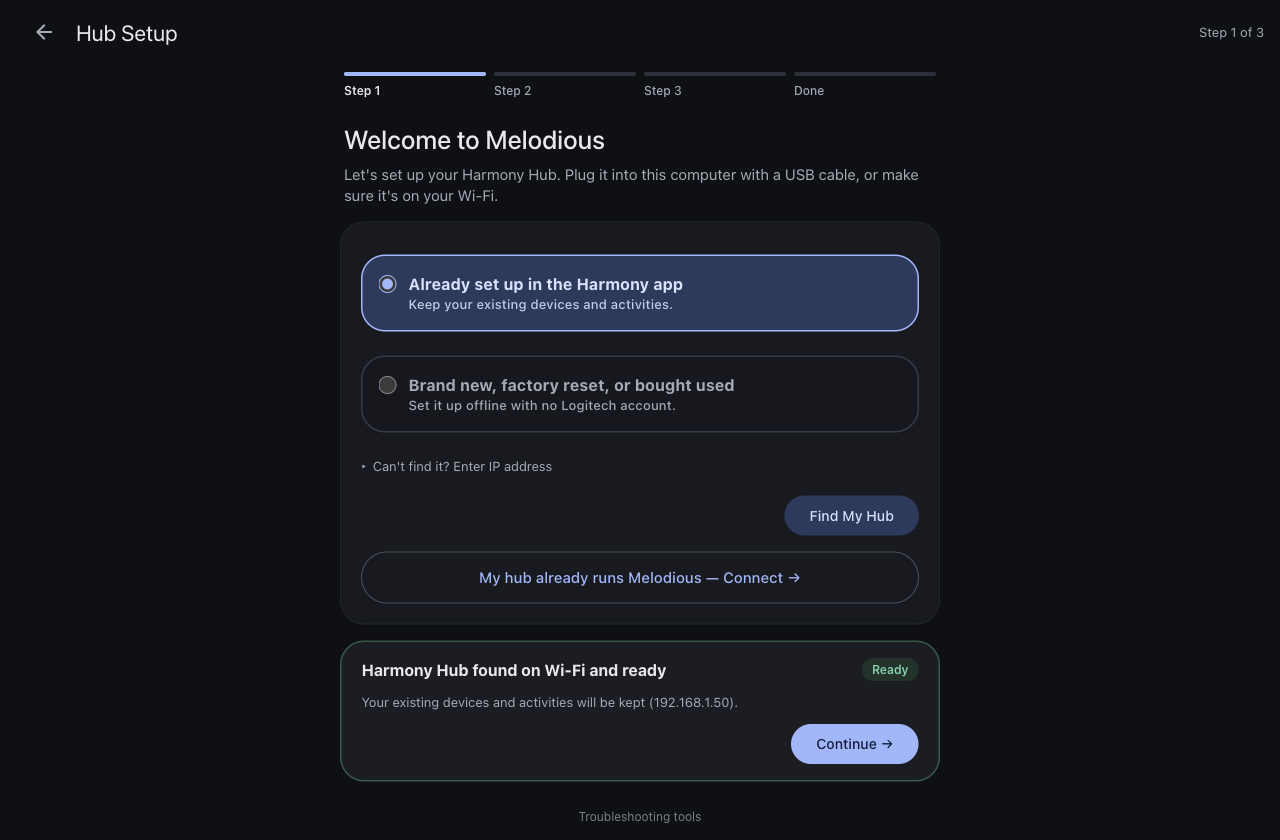 Hub Setup
Step 1 of 3
Step 1
Step 2
Step 3
Done
Welcome to Melodious
Let's set up your Harmony Hub. Plug it into this computer with a USB cable, or make
sure it's on your Wi-Fi.
Already set up in the Harmony app
Keep your existing devices and activities.
Brand new, factory reset, or bought used
Set it up offline with no Logitech account.
‣ Can't find it? Enter IP address
Find My Hub
My hub already runs Melodious — Connect →
Harmony Hub found on Wi-Fi and ready
Ready
Your existing devices and activities will be kept (192.168.1.50).
Continue →
Troubleshooting tools